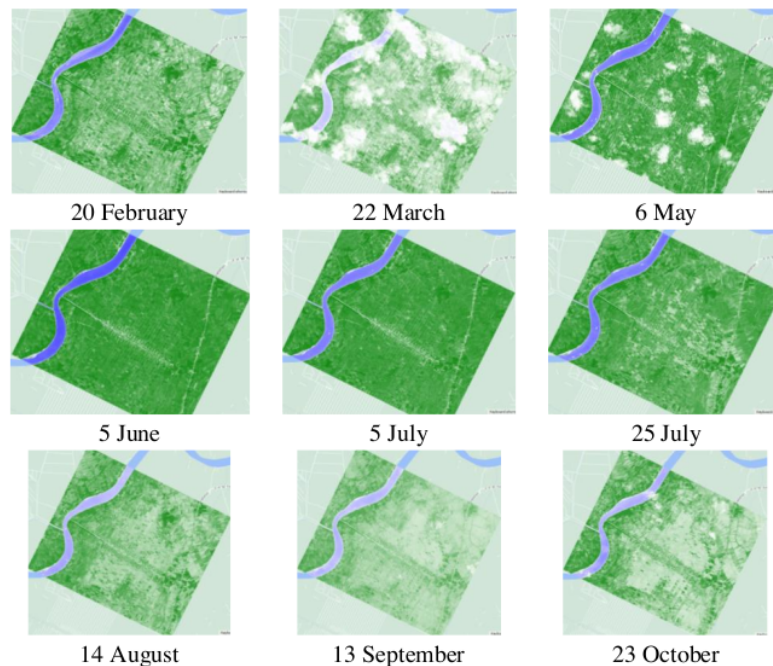 20 February
22 March
6 May
5 June
5 July
25 July
14 August
13 September
23 October